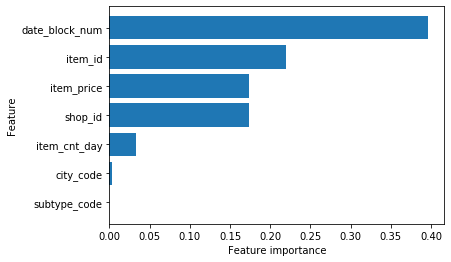 date_block_num
item_id
item_price
shop_id
item_cnt_day
city_code
subtype_code
Feature
0.00 0.05 0.10 0.15 0.20 0.25 0.30 0.35 0.40
Feature importance